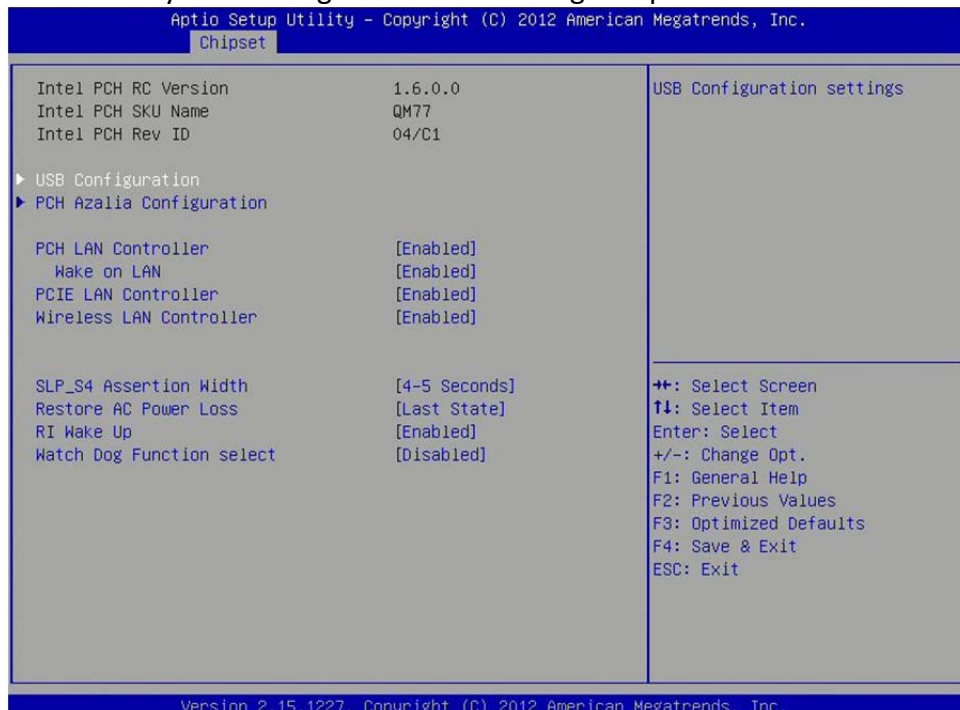 Aptio Setup Utility – Copyright (C) 2012 American Megatrends, Inc.
Chipset
Intel PCH RC Version 1.6.0.0
Intel PCH SKU Name QM77
Intel PCH Rev ID 04/C1
USB Configuration
PCH Azalia Configuration
PCH LAN Controller [Enabled]
Wake on LAN [Enabled]
PCIE LAN Controller [Enabled]
Wireless LAN Controller [Enabled]
SLP_S4 Assertion Width [4-5 Seconds]
Restore AC Power Loss [Last State]
RI Wake Up [Enabled]
Watch Dog Function select [Disabled]
USB Configuration settings
→←: Select Screen
↑↓: Select Item
Enter: Select
+/-: Change Opt.
F1: General Help
F2: Previous Values
F3: Optimized Defaults
F4: Save & Exit
ESC: Exit
Version 2.15.1227. Copyright (C) 2012 American Megatrends, Inc.